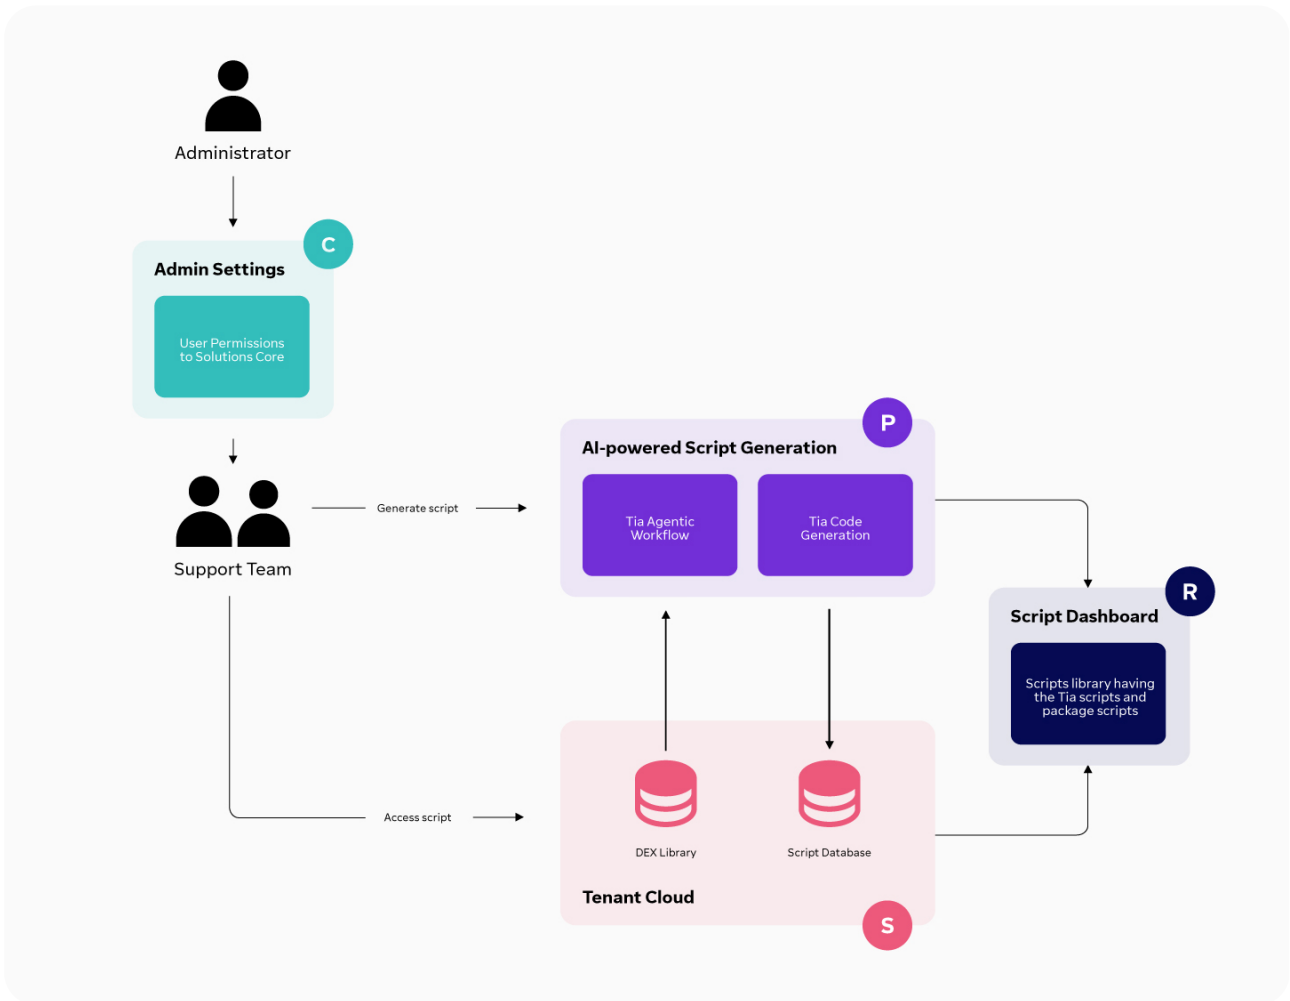 Administrator
C
Admin Settings
User Permissions
to Solutions Core
Support Team
Generate script
P
AI-powered Script Generation
Tia Agentic
Workflow
Tia Code
Generation
R
Script Dashboard
Scripts library having
the Tia scripts and
package scripts
Access script
DEX Library
Script Database
Tenant Cloud
S